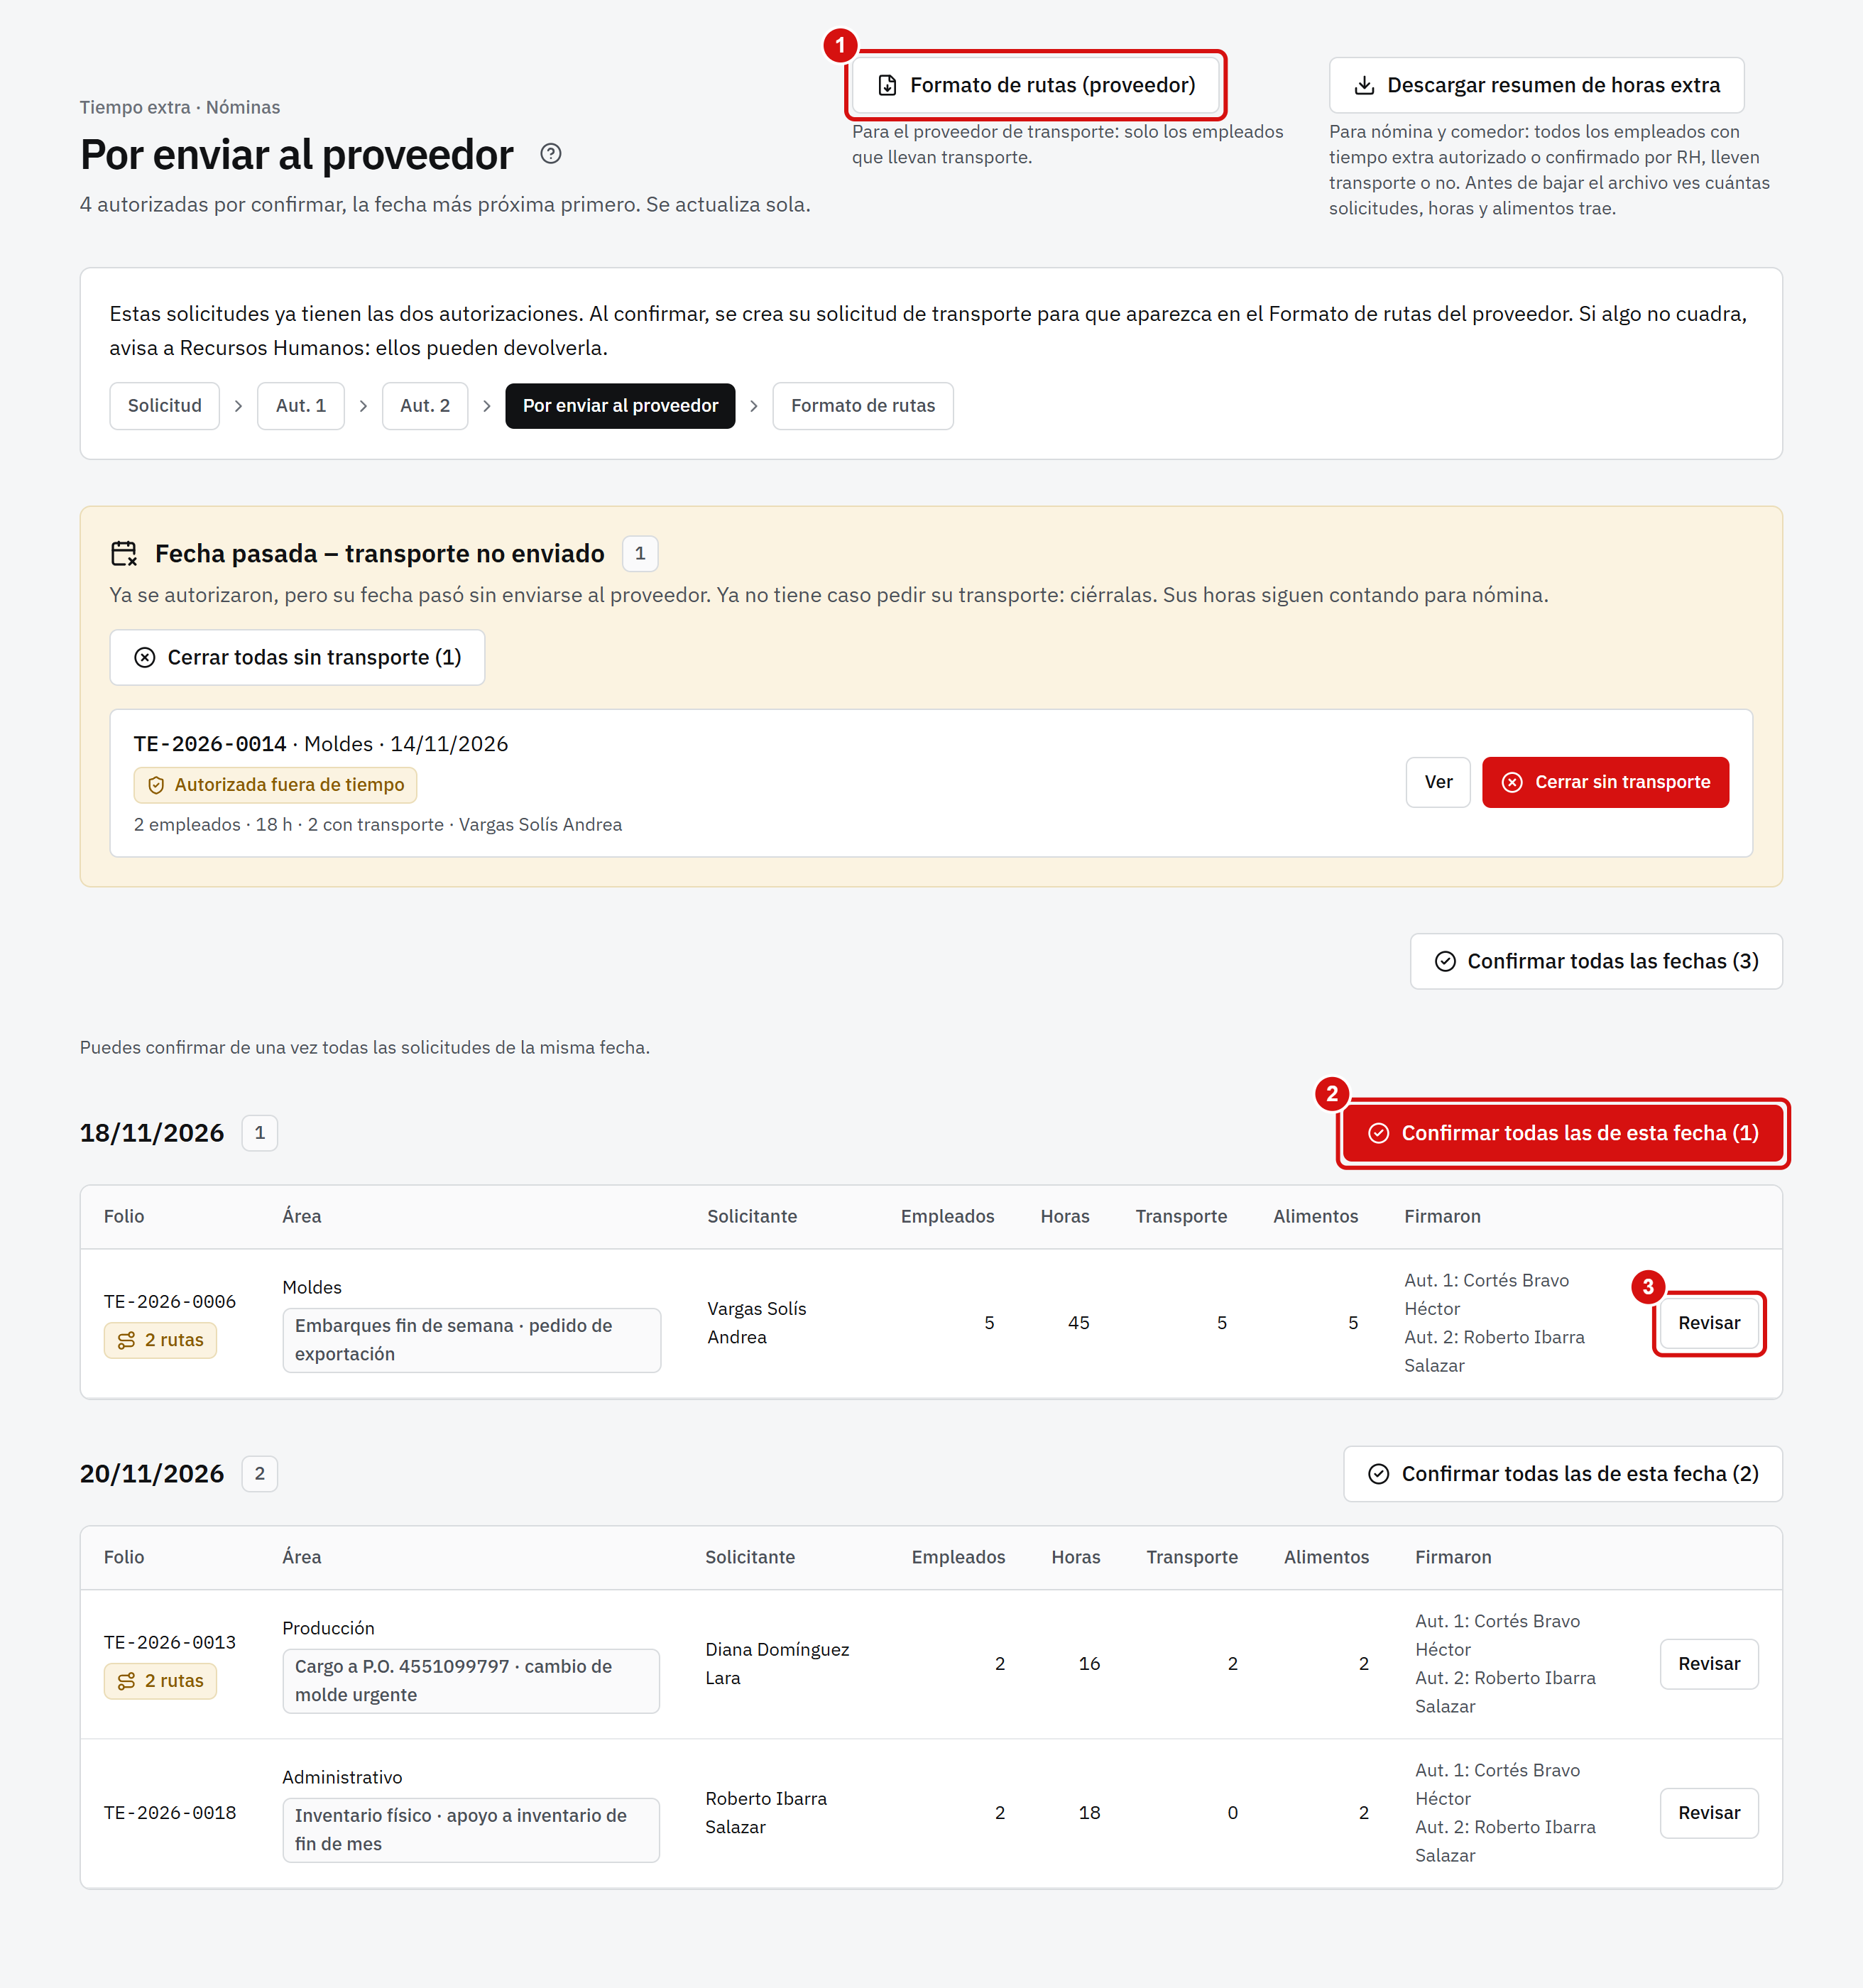 1
Formato de rutas (proveedor)
Para el proveedor de transporte: solo los empleados
que llevan transporte.
Descargar resumen de horas extra
Para nómina y comedor: todos los empleados con
tiempo extra autorizado o confirmado por RH, lleven
transporte o no. Antes de bajar el archivo ves cuántas
solicitudes, horas y alimentos trae.
Tiempo extra · Nóminas
Por enviar al proveedor
4 autorizadas por confirmar, la fecha más próxima primero. Se actualiza sola.
Estas solicitudes ya tienen las dos autorizaciones. Al confirmar, se crea su solicitud de transporte para que aparezca en el Formato de rutas del proveedor. Si algo no cuadra,
avisa a Recursos Humanos: ellos pueden devolverla.
Solicitud > Aut. 1 > Aut. 2 > Por enviar al proveedor > Formato de rutas
Fecha pasada – transporte no enviado 1
Ya se autorizaron, pero su fecha pasó sin enviarse al proveedor. Ya no tiene caso pedir su transporte: ciérralas. Sus horas siguen contando para nómina.
Cerrar todas sin transporte (1)
TE-2026-0014 · Moldes · 14/11/2026
Autorizada fuera de tiempo
2 empleados · 18 h · 2 con transporte · Vargas Solís Andrea
Ver
Cerrar sin transporte
Confirmar todas las fechas (3)
Puedes confirmar de una vez todas las solicitudes de la misma fecha.
18/11/2026 1
2
Confirmar todas las de esta fecha (1)
Folio Área Solicitante Empleados Horas Transporte Alimentos Firmaron
TE-2026-0006
2 rutas
Moldes
Embarques fin de semana · pedido de
exportación
Vargas Solís
Andrea
5 45 5 5
Aut. 1: Cortés Bravo
Héctor
Aut. 2: Roberto Ibarra
Salazar
3
Revisar
20/11/2026 2
Confirmar todas las de esta fecha (2)
Folio Área Solicitante Empleados Horas Transporte Alimentos Firmaron
TE-2026-0013
2 rutas
Producción
Cargo a P.O. 4551099797 · cambio de
molde urgente
Diana Domínguez
Lara
2 16 2 2
Aut. 1: Cortés Bravo
Héctor
Aut. 2: Roberto Ibarra
Salazar
Revisar
TE-2026-0018
Administrativo
Inventario físico · apoyo a inventario de
fin de mes
Roberto Ibarra
Salazar
2 18 0 2
Aut. 1: Cortés Bravo
Héctor
Aut. 2: Roberto Ibarra
Salazar
Revisar